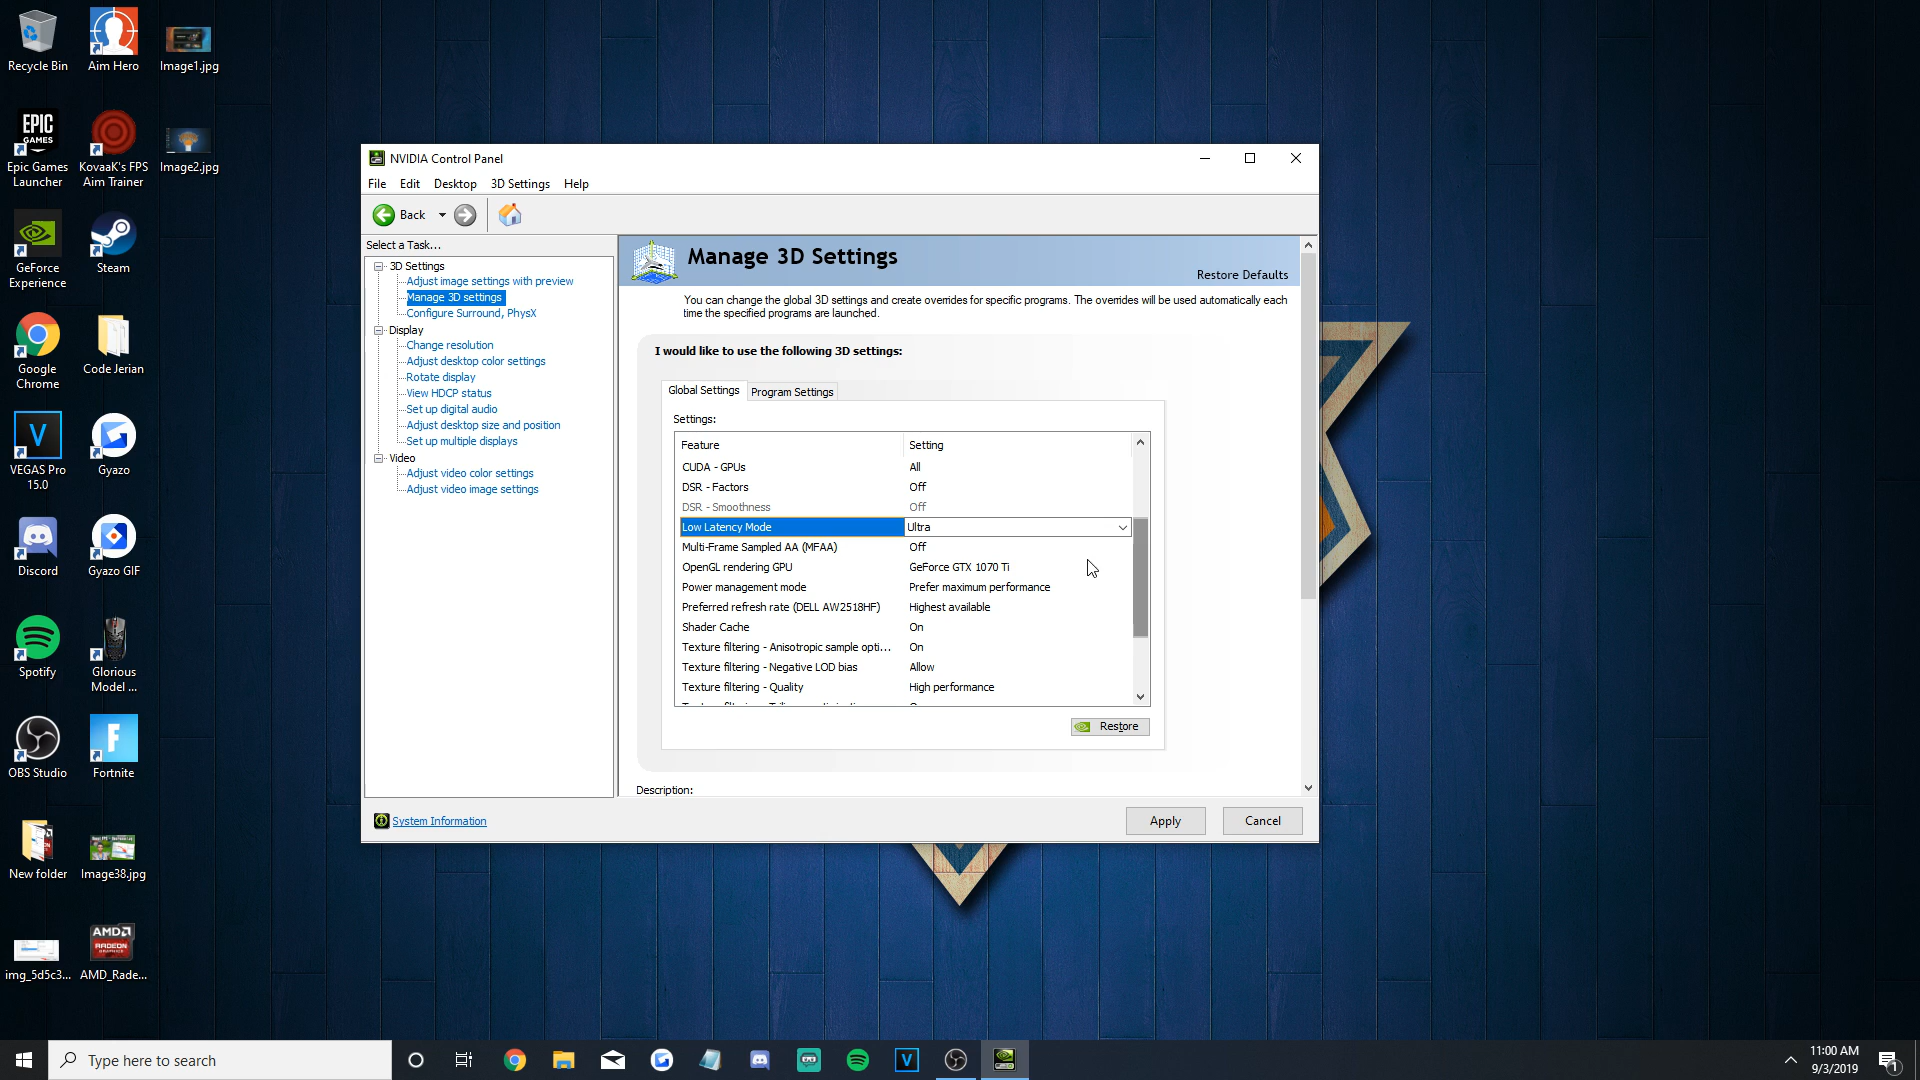 Recycle Bin
Aim Hero
Image1.jpg
EPIC
GAMES
Epic Games
Launcher
KovaaK's FPS
Aim Trainer
Image2.jpg
GeForce
Experience
Steam
Google
Chrome
Code Jerian
V
VEGAS Pro
15.0
Gyazo
Discord
Gyazo GIF
Spotify
Glorious
Model ...
OBS Studio
F
Fortnite
New folder
Image38.jpg
img_5d5c3...
AMD
RADEON
AMD_Rade...
NVIDIA Control Panel
File Edit Desktop 3D Settings Help
Back
Select a Task...
3D Settings
Adjust image settings with preview
Manage 3D settings
Configure Surround, PhysX
Display
Change resolution
Adjust desktop color settings
Rotate display
View HDCP status
Set up digital audio
Adjust desktop size and position
Set up multiple displays
Video
Adjust video color settings
Adjust video image settings
System Information
Manage 3D Settings
Restore Defaults
You can change the global 3D settings and create overrides for specific programs. The overrides will be used automatically each
time the specified programs are launched.
I would like to use the following 3D settings:
Global Settings Program Settings
Settings:
Feature Setting
CUDA - GPUs All
DSR - Factors Off
DSR - Smoothness Off
Low Latency Mode Ultra
Multi-Frame Sampled AA (MFAA) Off
OpenGL rendering GPU GeForce GTX 1070 Ti
Power management mode Prefer maximum performance
Preferred refresh rate (DELL AW2518HF) Highest available
Shader Cache On
Texture filtering - Anisotropic sample opti... On
Texture filtering - Negative LOD bias Allow
Texture filtering - Quality High performance
Restore
Description:
Apply Cancel
Type here to search
V
11:00 AM
9/3/2019
1